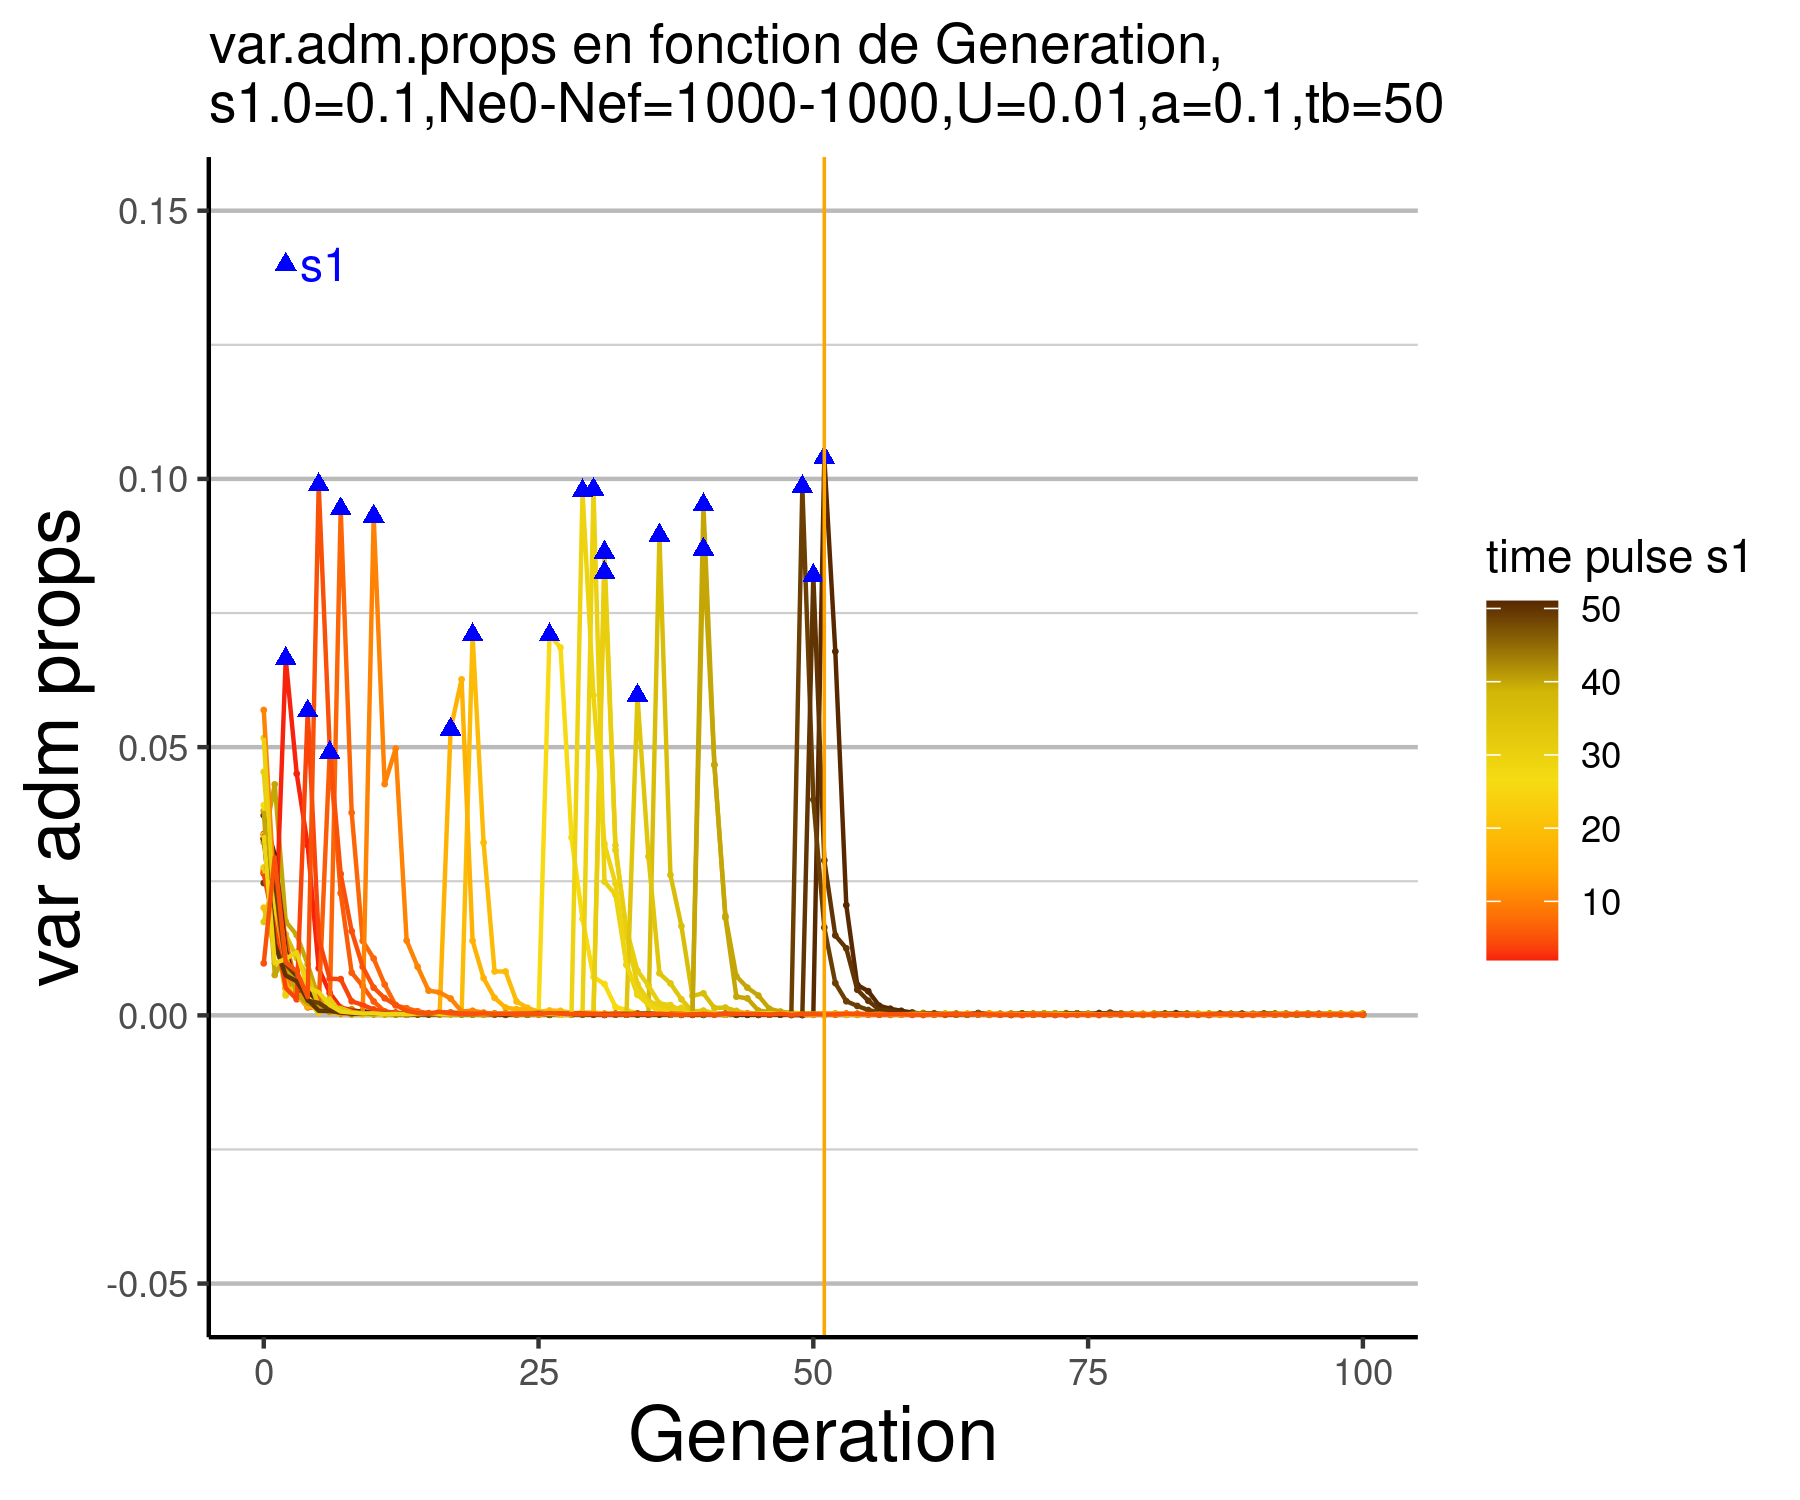 var.adm.props en fonction de Generation,
s1.0=0.1,Ne0-Nef=1000-1000,U=0.01,a=0.1,tb=50
0.15
s1
0.10
0.05
0.00
-0.05
var adm props
0 25 50 75 100
Generation
time pulse s1
50
40
30
20
10